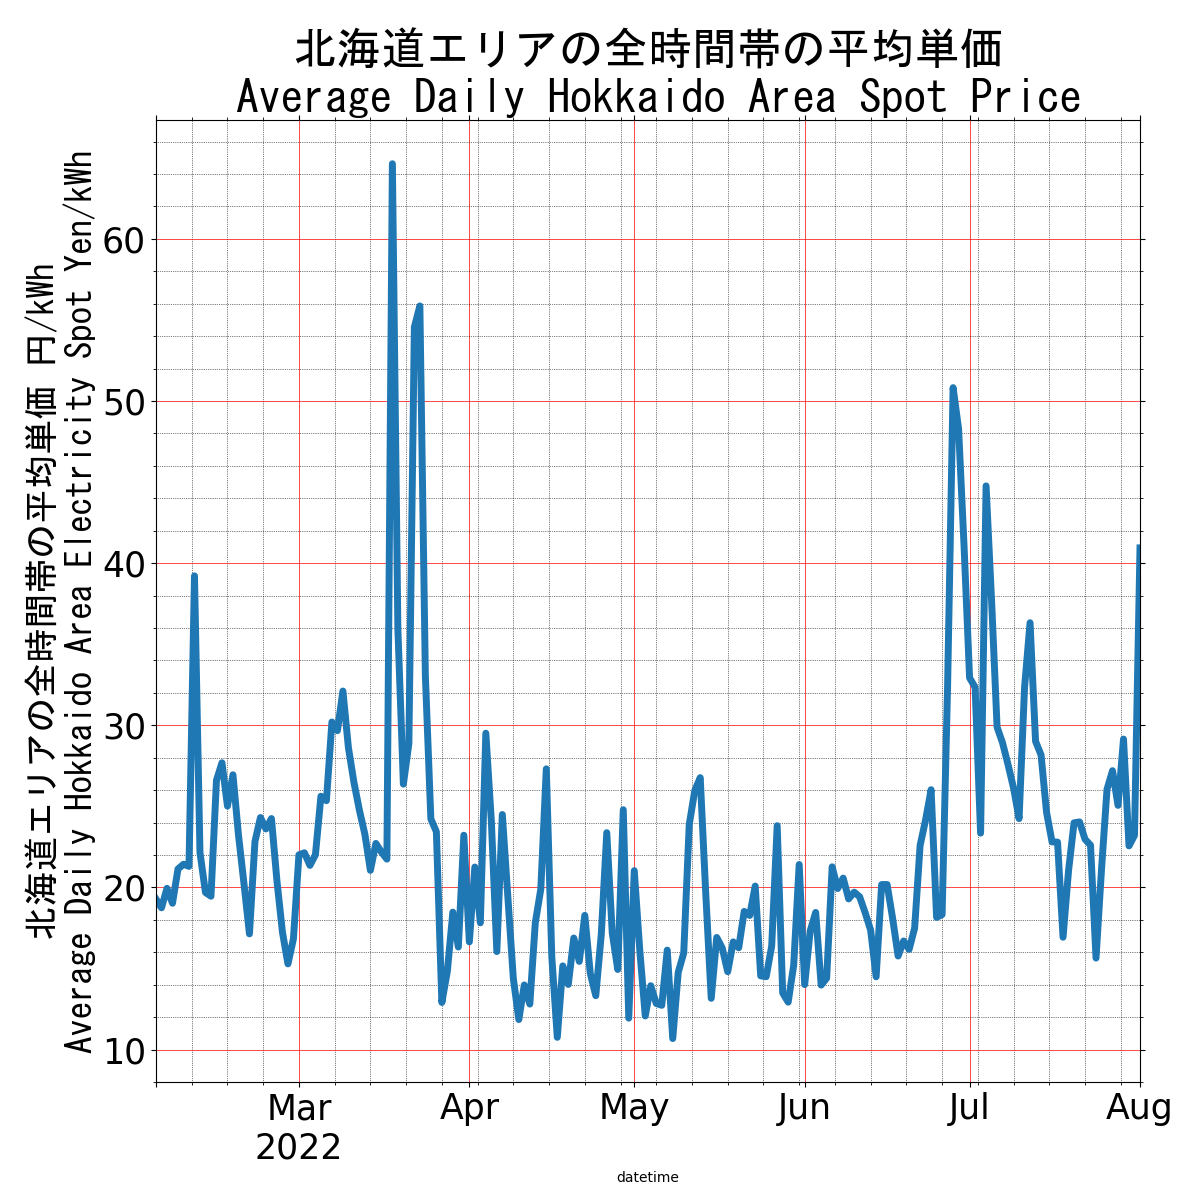 北海道エリアの全時間帯の平均単価
Average Daily Hokkaido Area Spot Price
北海道エリアの全時間帯の平均単価 円/kWh
Average Daily Hokkaido Area Electricity Spot Yen/kWh
60
50
40
30
20
10
Mar
2022
Apr
May
Jun
Jul
Aug
datetime